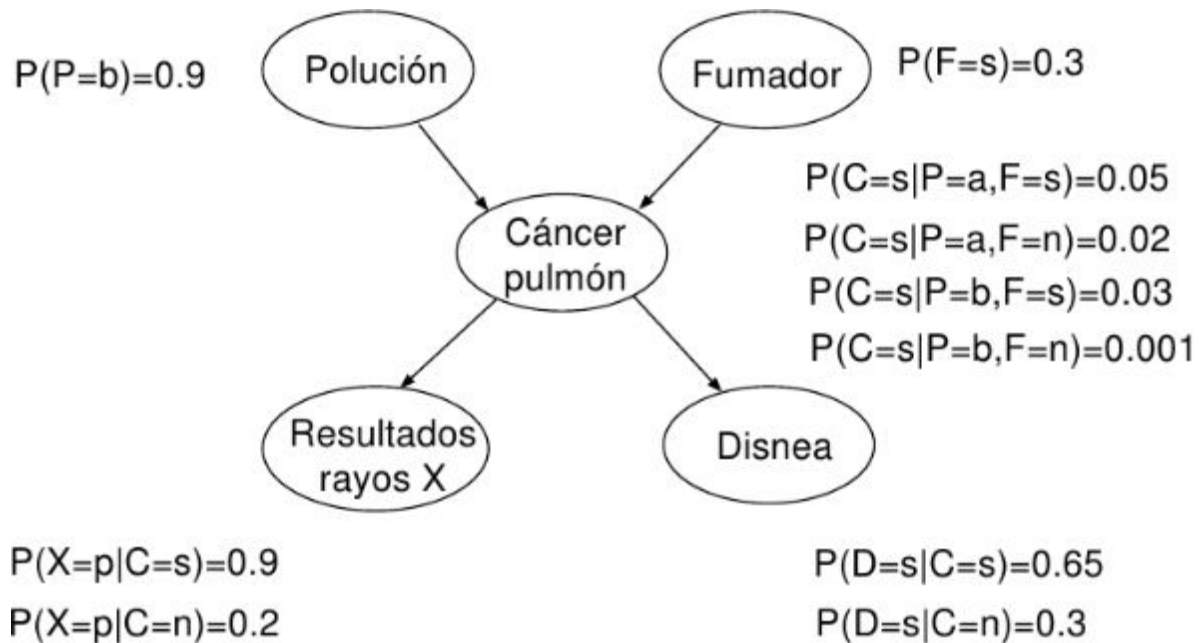 P(P=b)=0.9
Polución
Fumador
P(F=s)=0.3
P(C=s|P=a,F=s)=0.05
P(C=s|P=a,F=n)=0.02
P(C=s|P=b,F=s)=0.03
P(C=s|P=b,F=n)=0.001
Cáncer
pulmón
Resultados
rayos X
Disnea
P(X=p|C=s)=0.9
P(X=p|C=n)=0.2
P(D=s|C=s)=0.65
P(D=s|C=n)=0.3